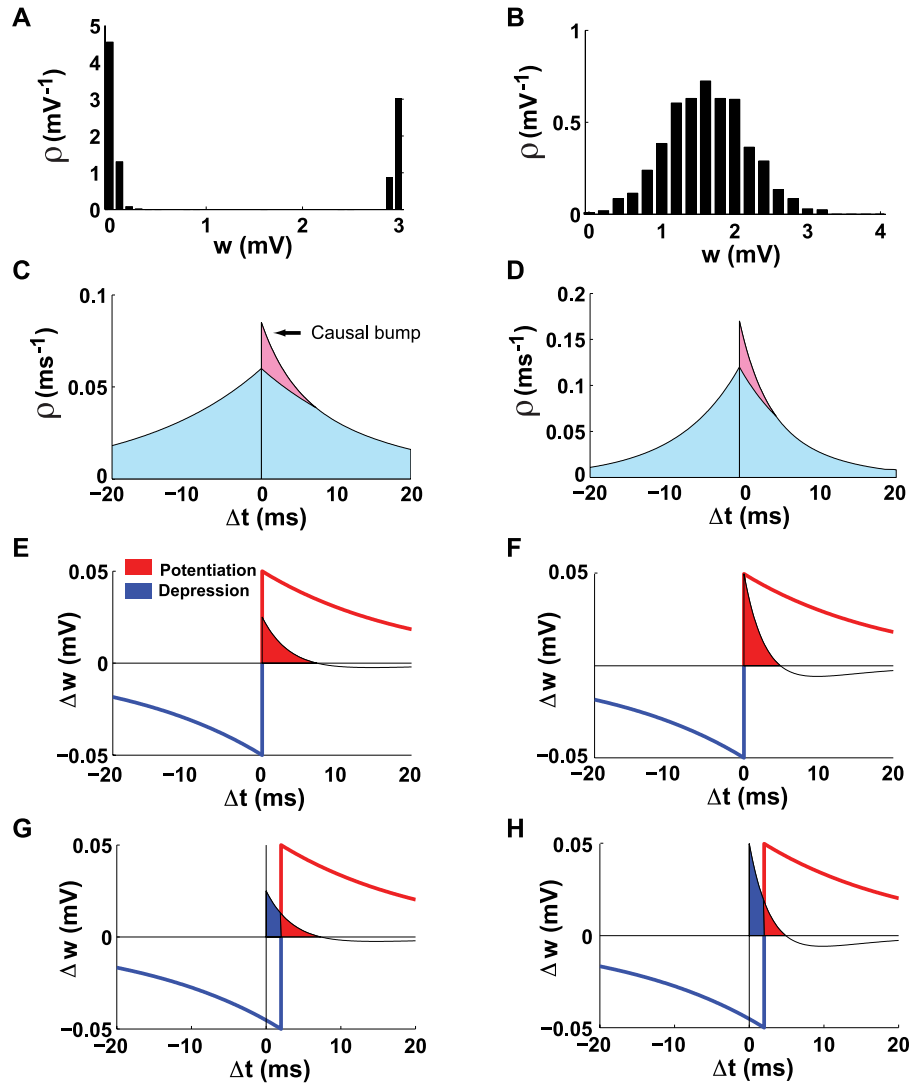 A
5
4
3
2
1
0
ρ (mV⁻¹)
0 1 2 3
w (mV)
B
1
0.5
0
ρ (mV⁻¹)
0 1 2 3 4
w (mV)
C
0.1
0.05
0
ρ (ms⁻¹)
Causal bump
−20 −10 0 10 20
Δt (ms)
D
0.2
0.15
0.1
0.05
0
ρ (ms⁻¹)
−20 −10 0 10 20
Δt (ms)
E
0.05
0
−0.05
Δ w (mV)
Potentiation
Depression
−20 −10 0 10 20
Δt (ms)
F
0.05
0
−0.05
Δ w (mV)
−20 −10 0 10 20
Δt (ms)
G
0.05
0
−0.05
Δ w (mV)
−20 −10 0 10 20
Δt (ms)
H
0.05
0
−0.05
Δ w (mV)
−20 −10 0 10 20
Δt (ms)